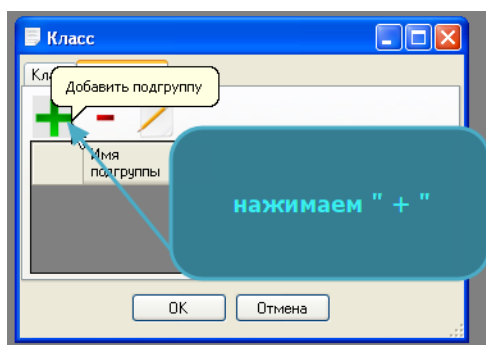 Класс
Добавить подгруппу
Имя
подгруппы
нажимаем " + "
OK
Отмена